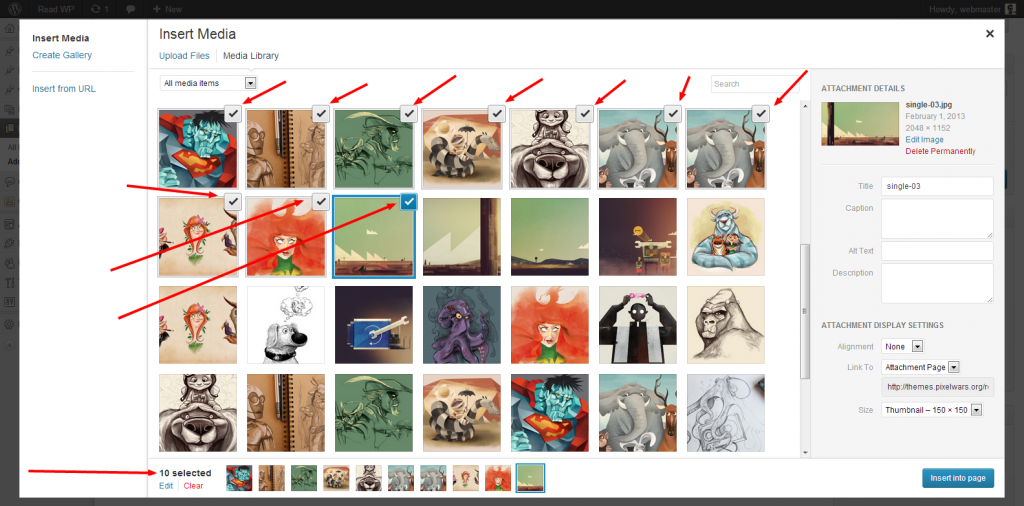 Read WP
1
New
Howdy, webmaster
Insert Media
Create Gallery
Insert from URL
Insert Media
Upload Files
Media Library
All media items
Search
ATTACHMENT DETAILS
single-03.jpg
February 1, 2013
2048 × 1152
Edit Image
Delete Permanently
Title
single-03
Caption
Alt Text
Description
ATTACHMENT DISPLAY SETTINGS
Alignment
None
Link To
Attachment Page
http://themes.pixelwars.org/r
Size
Thumbnail – 150 × 150
10 selected
Edit
Clear
Insert into page